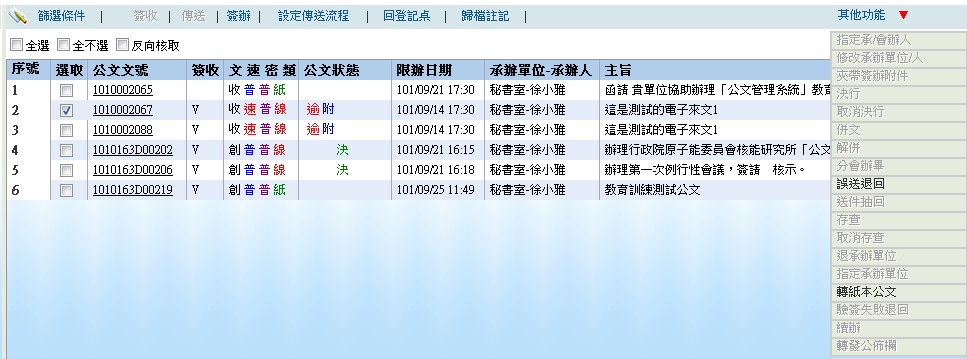 篩選條件 | 簽收 | 傳送 | 簽辦 | 設定傳送流程 | 回登記桌 | 歸檔註記 | 其他功能 ▼
全選 全不選 反向核取
序號 選取 公文文號 簽收 文 速 密 類 公文狀態 限辦日期 承辦單位-承辦人 主旨
1 1010002065 收 普 普 紙 101/09/21 17:30 秘書室-徐小雅 函請 貴單位協助辦理「公文管理系統」教育
2 1010002067 V 收 速 普 線 逾 附 101/09/14 17:30 秘書室-徐小雅 這是測試的電子來文1
3 1010002088 V 收 速 普 線 逾 附 101/09/14 17:30 秘書室-徐小雅 這是測試的電子來文1
4 1010163D00202 V 創 普 普 線 決 101/09/21 16:15 秘書室-徐小雅 辦理行政院原子能委員會核能研究所「公文
5 1010163D00206 V 創 普 普 線 決 101/09/21 16:18 秘書室-徐小雅 辦理第一次例行性會議，簽請 核示。
6 1010163D00219 V 創 普 普 紙 101/09/25 11:49 秘書室-徐小雅 教育訓練測試公文
指定承/會辦人
修改承辦單位/人
夾帶簽辦附件
決行
取消決行
併文
解併
分會辦畢
誤送退回
送件抽回
存查
取消存查
退承辦單位
指定承辦單位
轉紙本公文
驗簽失敗退回
續辦
轉發公佈欄